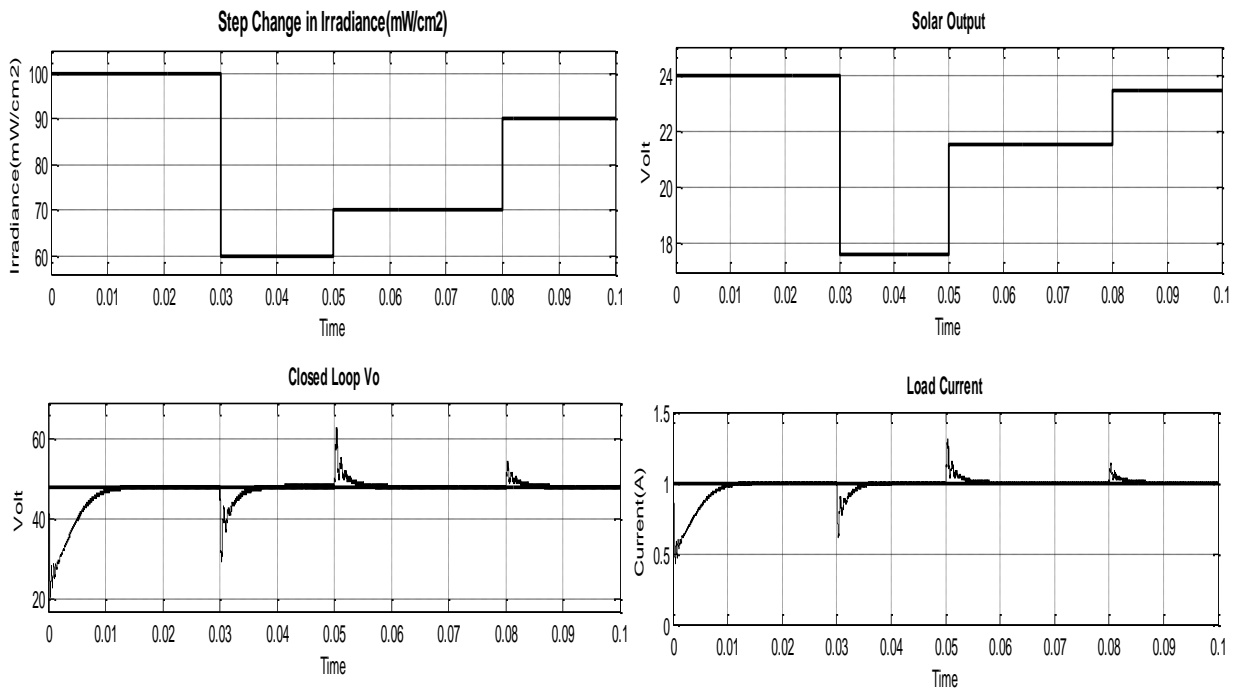 Step Change in Irradiance(mW/cm2)
Irradiance(mW/cm2)
100
90
80
70
60
0 0.01 0.02 0.03 0.04 0.05 0.06 0.07 0.08 0.09 0.1
Time
Solar Output
Volt
24
22
20
18
0 0.01 0.02 0.03 0.04 0.05 0.06 0.07 0.08 0.09 0.1
Time
Closed Loop Vo
Volt
60
40
20
0 0.01 0.02 0.03 0.04 0.05 0.06 0.07 0.08 0.09 0.1
Time
Load Current
Current(A)
1.5
1
0.5
0
0 0.01 0.02 0.03 0.04 0.05 0.06 0.07 0.08 0.09 0.1
Time